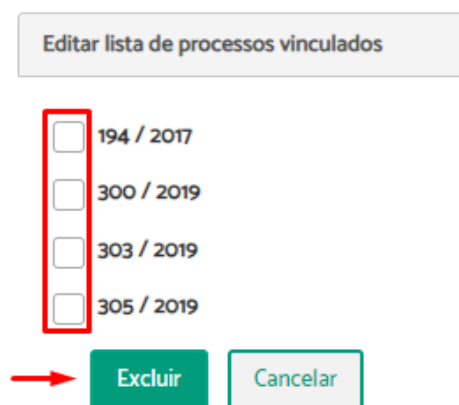 Editar lista de processos vinculados
194 / 2017
300 / 2019
303 / 2019
305 / 2019
Excluir Cancelar